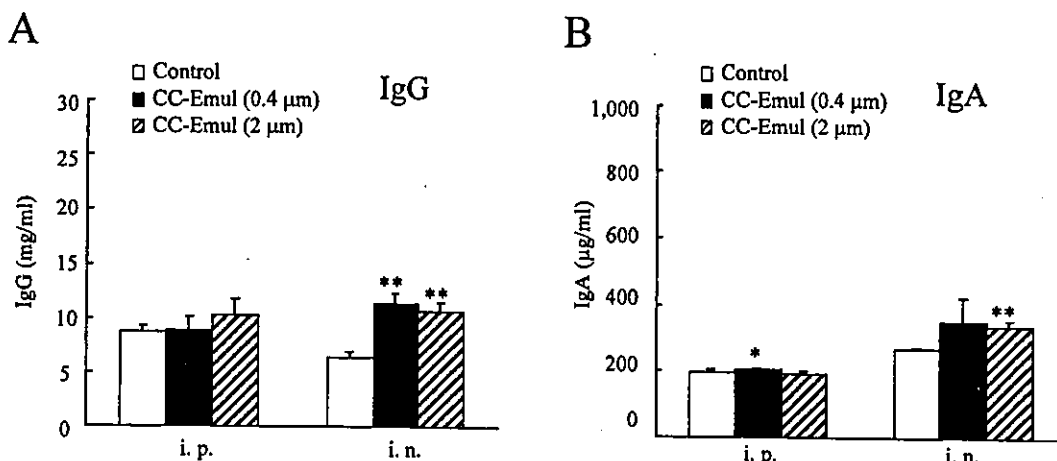 A
Control
CC-Emul (0.4 μm)
CC-Emul (2 μm)
IgG
30
25
20
15
10
5
0
IgG (mg/ml)
** **
i. p. i. n.
B
Control
CC-Emul (0.4 μm)
CC-Emul (2 μm)
IgA
1,000
800
600
400
200
0
IgA (μg/ml)
* **
i. p. i. n.